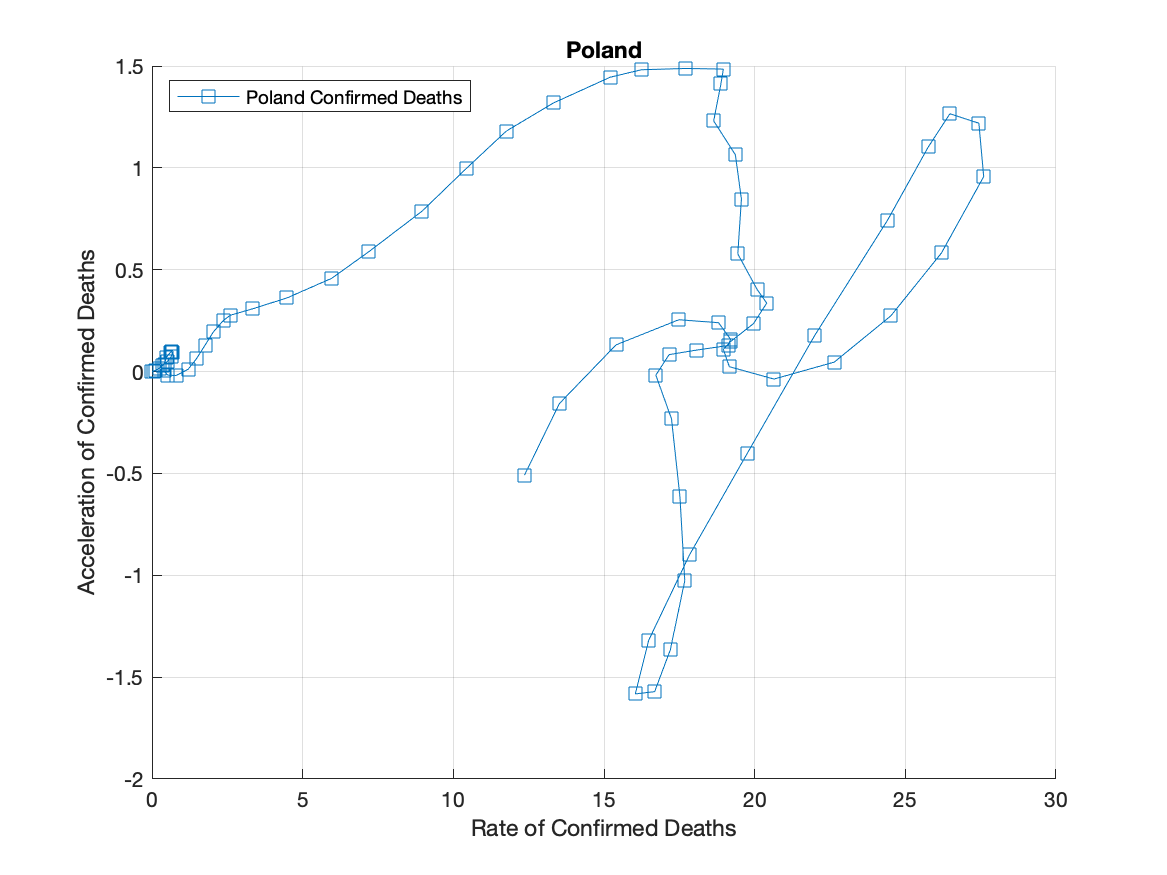 Poland
Poland Confirmed Deaths
1.5
1
0.5
0
-0.5
-1
-1.5
-2
Acceleration of Confirmed Deaths
0 5 10 15 20 25 30
Rate of Confirmed Deaths